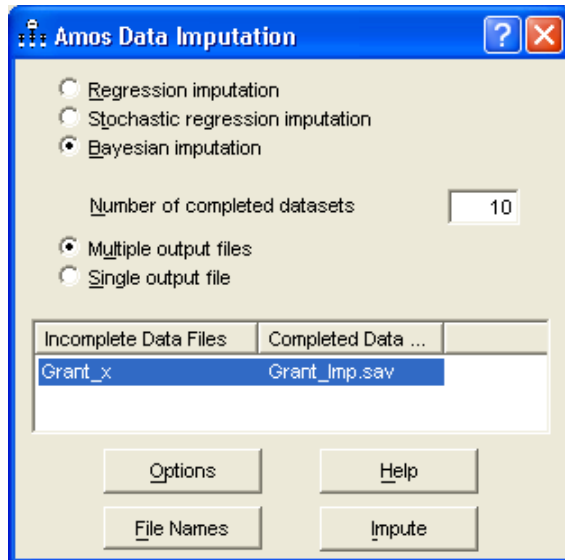 Amos Data Imputation
Regression imputation
Stochastic regression imputation
Bayesian imputation
Number of completed datasets 10
Multiple output files
Single output file
Incomplete Data Files Completed Data ...
Grant_x Grant_Imp.sav
Options Help
File Names Impute